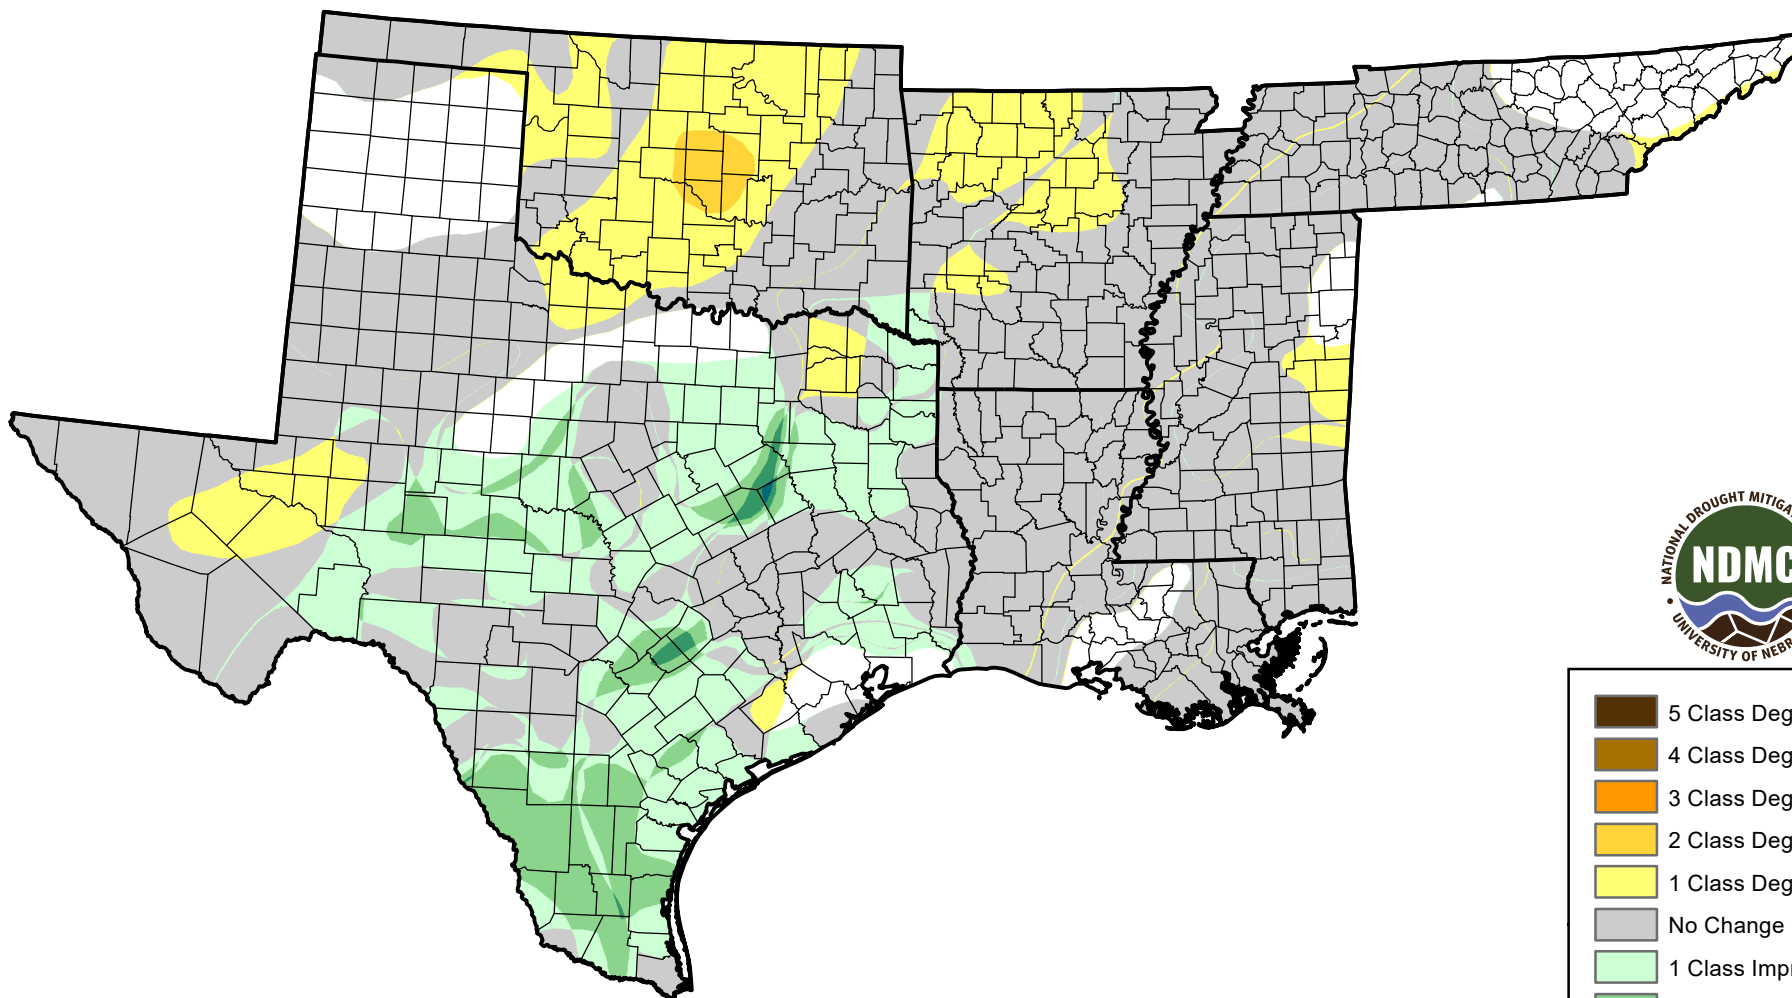 NATIONAL DROUGHT MITIGA
NDMC
UNIVERSITY OF NEBR
5 Class Deg
4 Class Deg
3 Class Deg
2 Class Deg
1 Class Deg
No Change
1 Class Impr